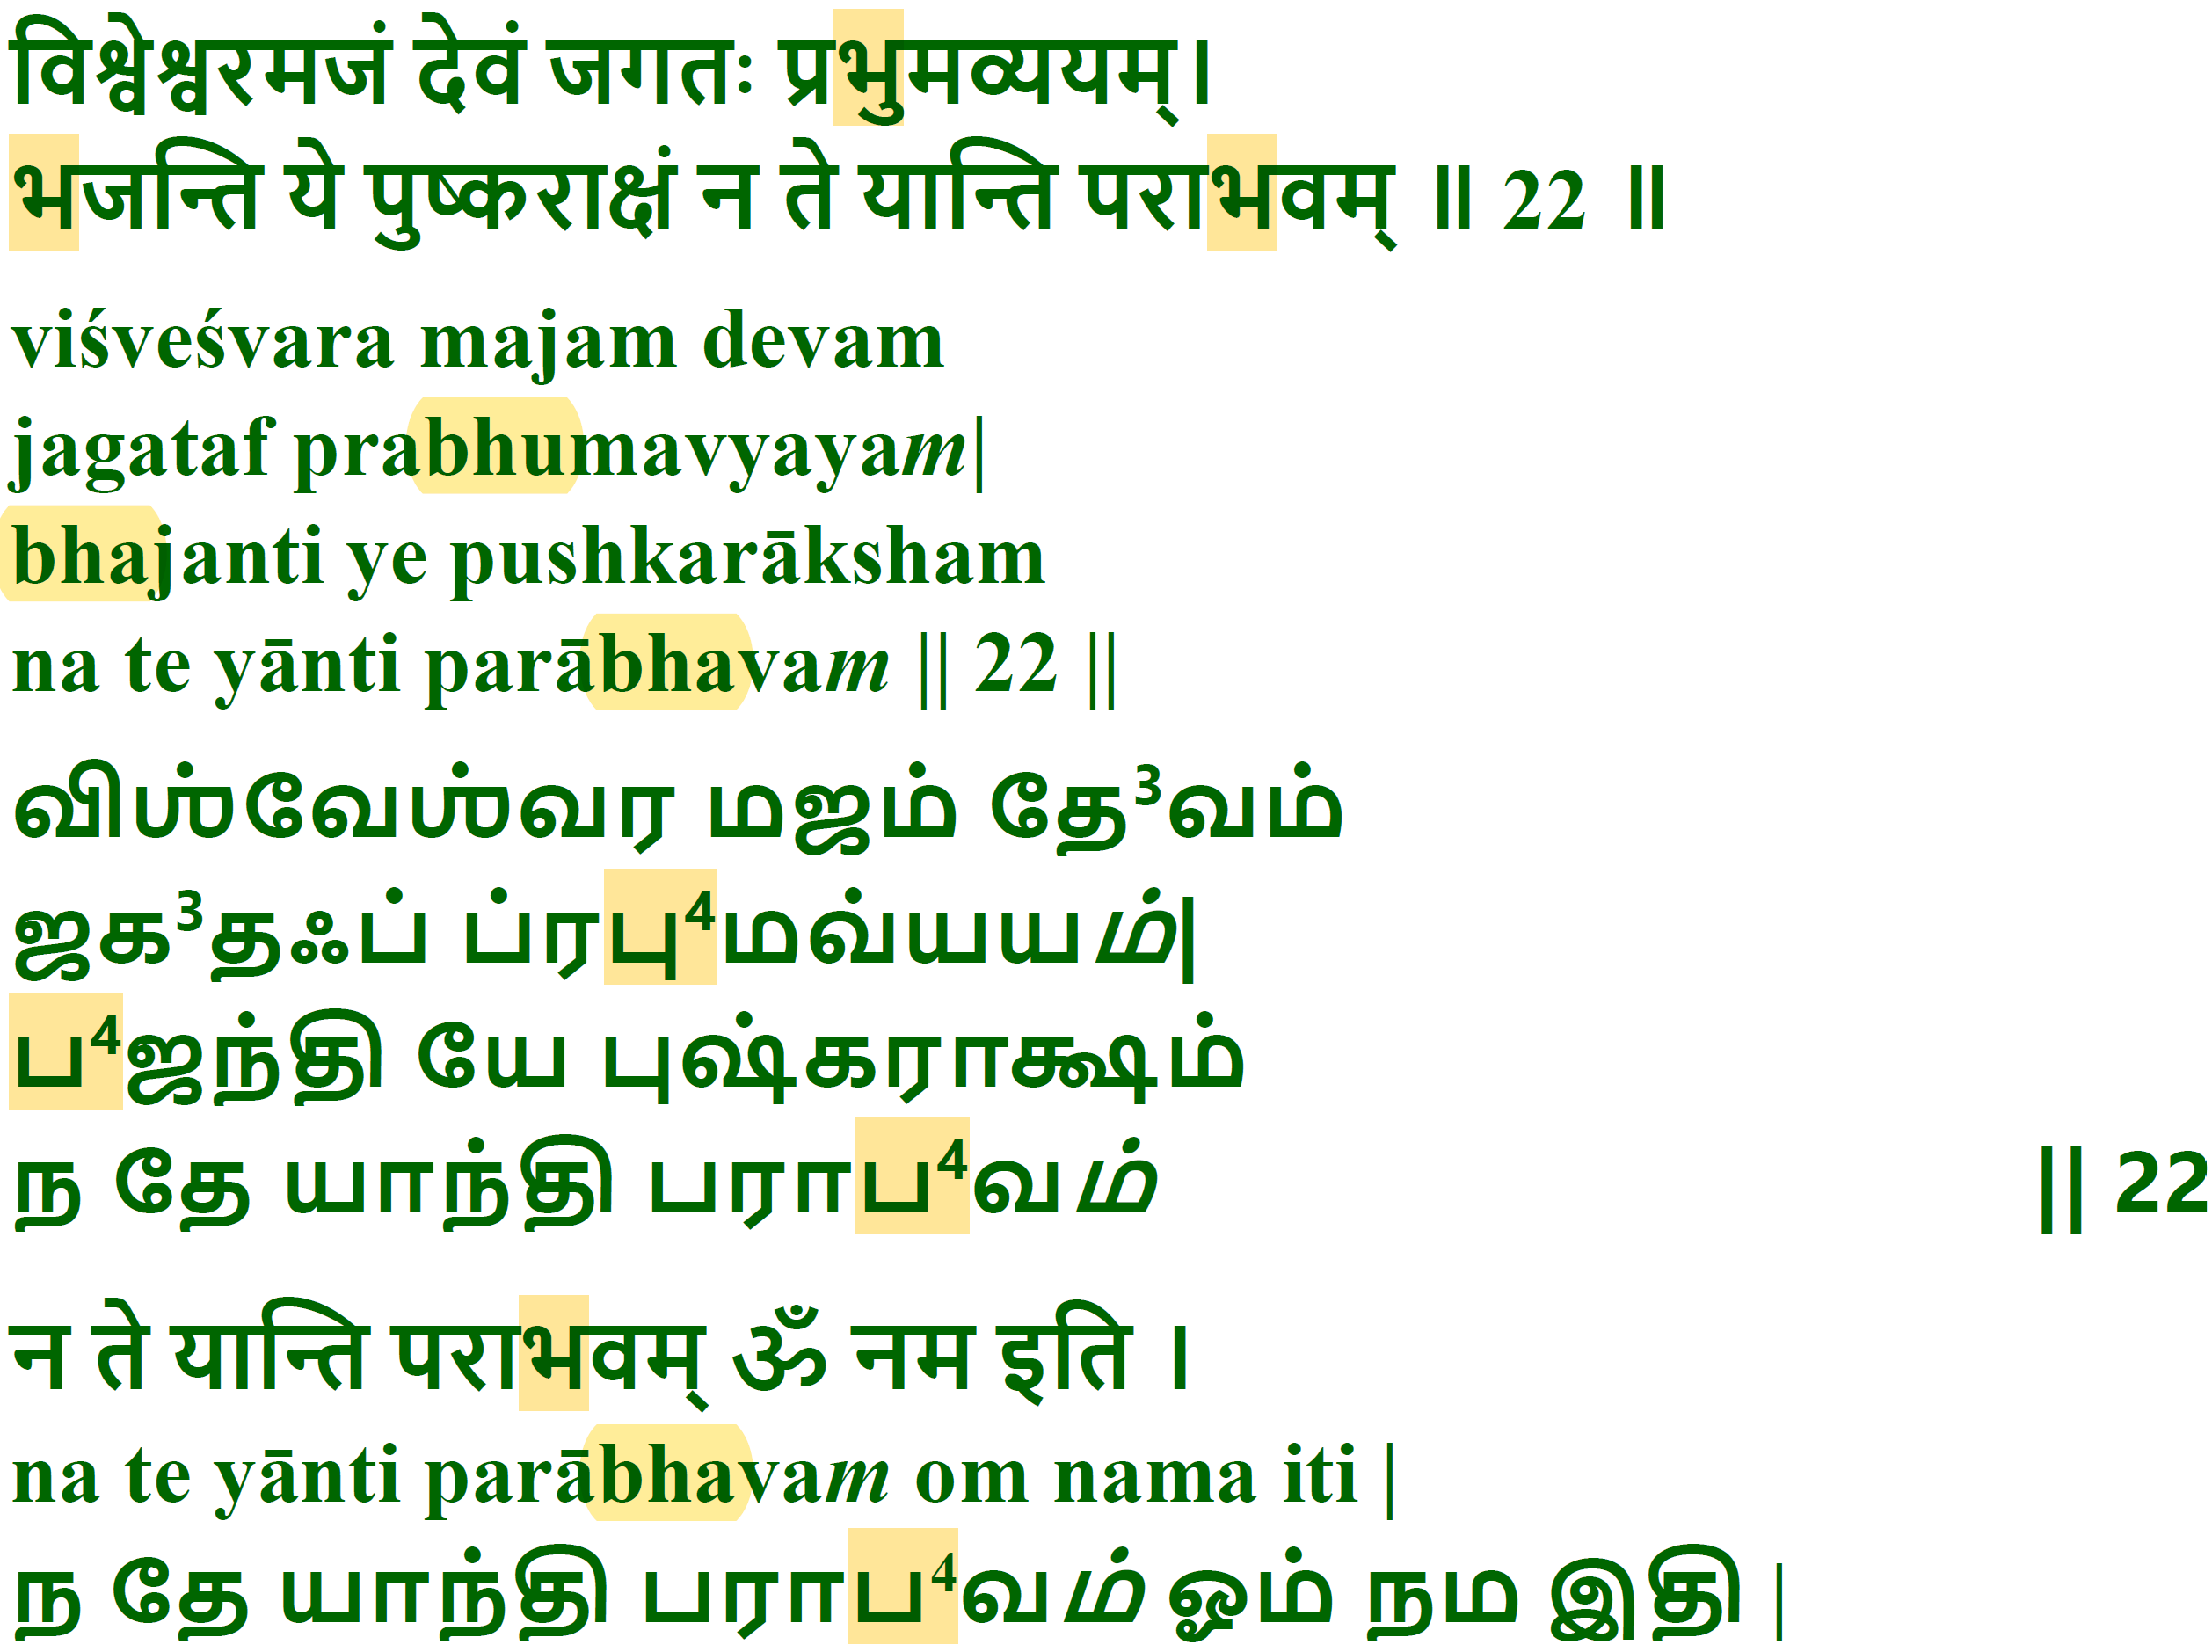 विश्वेश्वरमजं देवं जगतः प्रभुमव्ययम्।
भजन्ति ये पुष्कराक्षं न ते यान्ति पराभवम् ॥ 22 ॥
viśveśvara majam devam
jagataf prabhumavyayam|
bhajanti ye pushkarāksham
na te yānti parābhavam || 22 ||
விஶ்வேஶ்வர மஜம் தே³வம்
ஜக³தஃப் ப்ரபு⁴மவ்யயம்|
ப⁴ஜந்தி யே புஷ்கராக்ஷம்
ந தே யாந்தி பராப⁴வம் || 22
न ते यान्ति पराभवम् ॐ नम इति ।
na te yānti parābhavam om nama iti |
ந தே யாந்தி பராப⁴வம் ஓம் நம இதி |